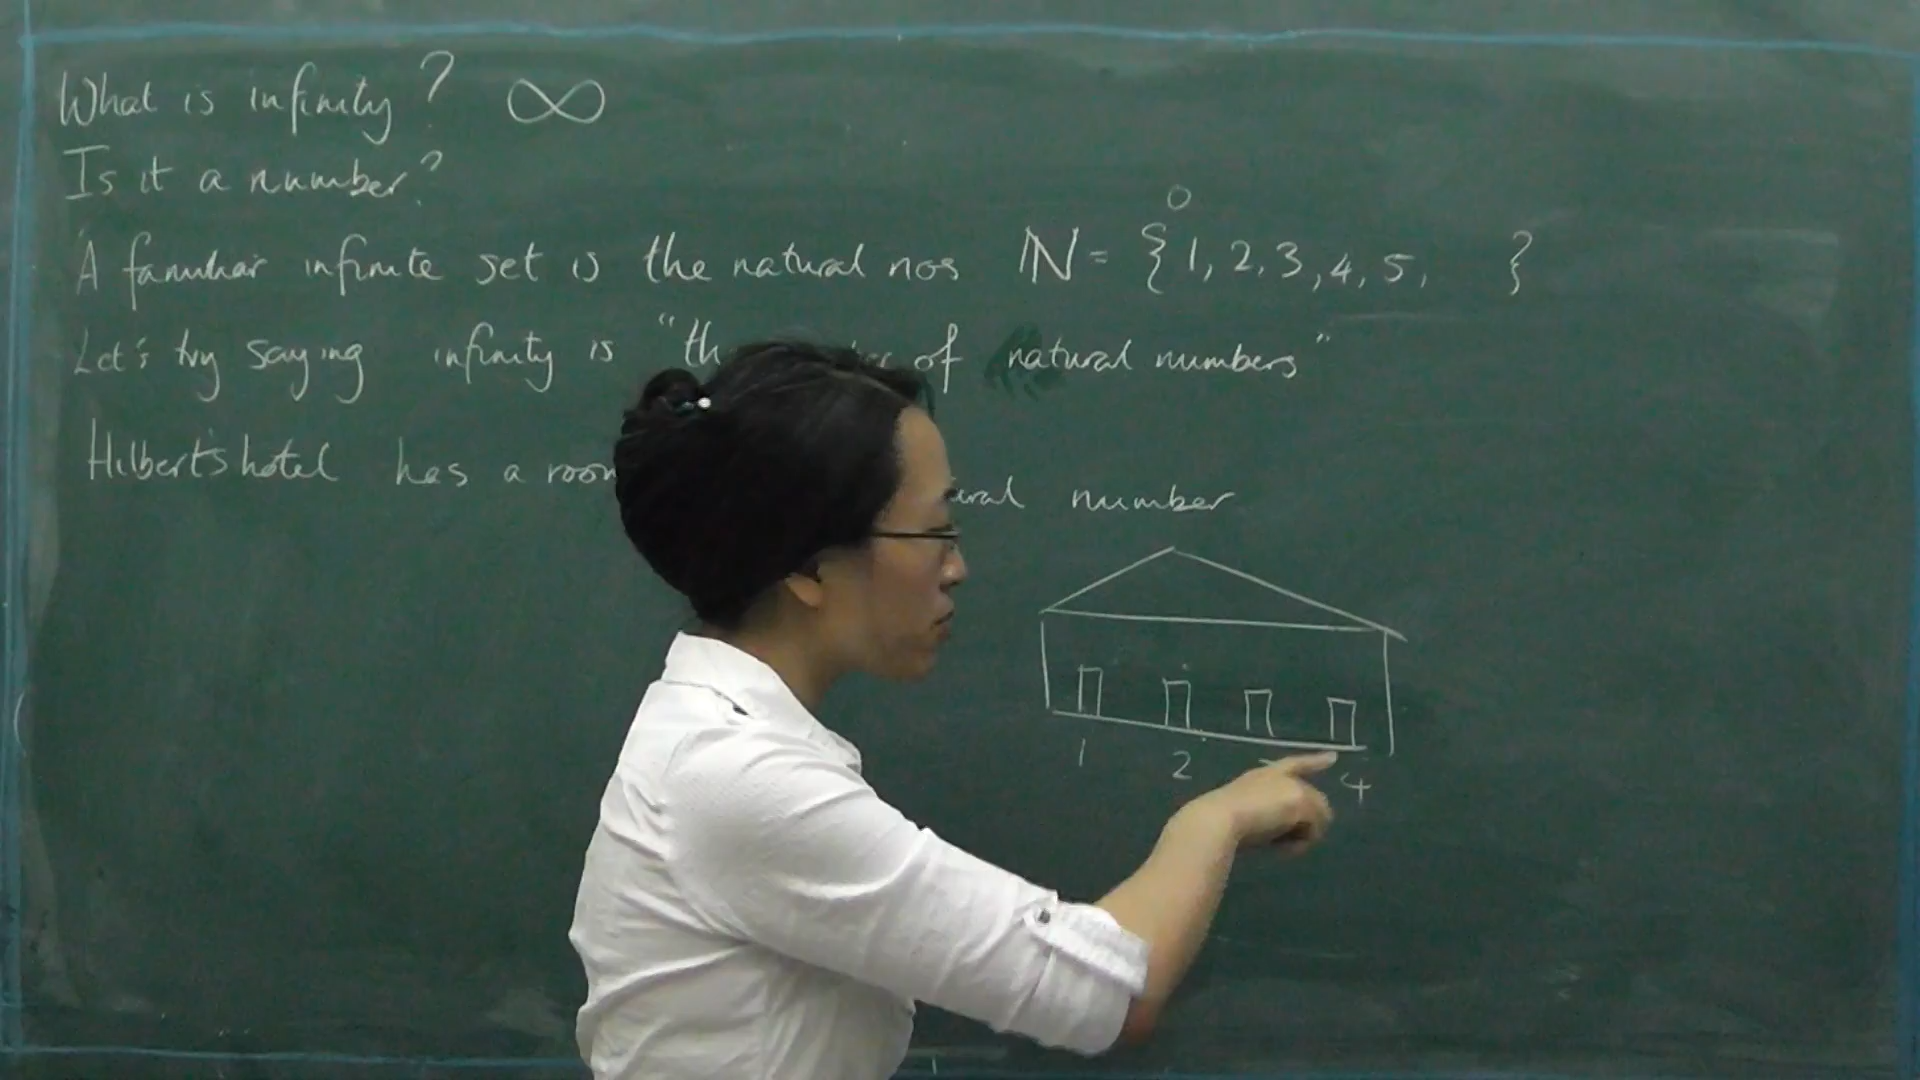 What is infinity? ∞
Is it a number?
0
A familiar infinite set is the natural nos ℕ = {1, 2, 3, 4, 5, }
Let's try saying infinity is "th of natural numbers"
Hilbert's hotel has a room ural number
1 2 4